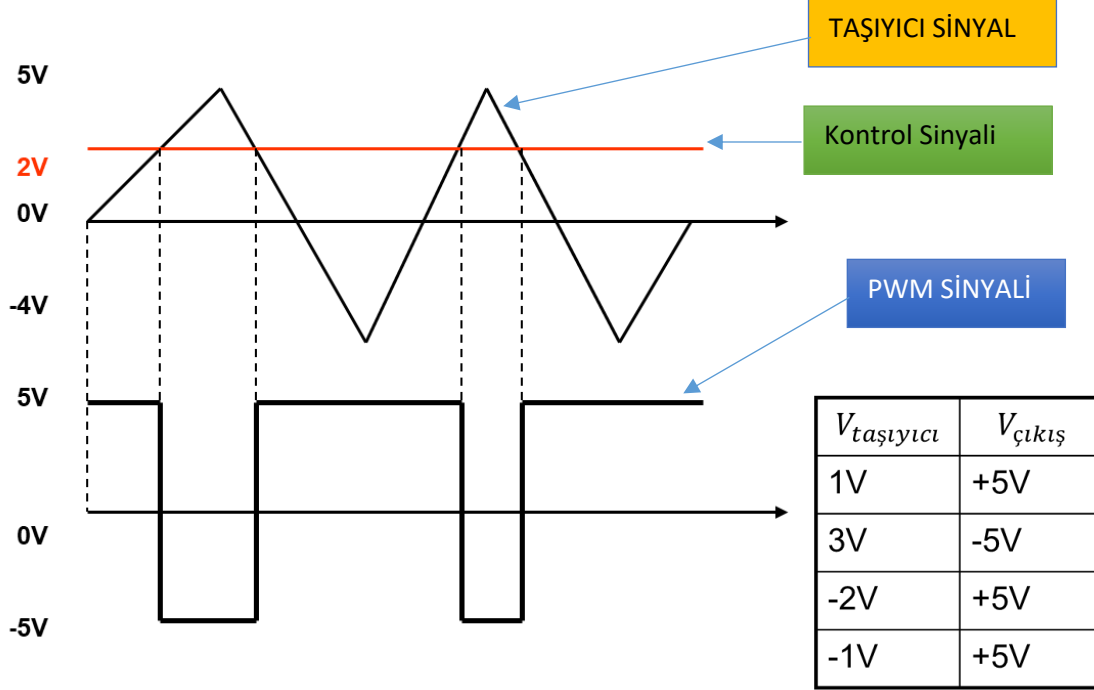 TAŞIYICI SİNYAL
5V
Kontrol Sinyali
2V
0V
PWM SİNYALİ
-4V
5V
V_taşıyıcı V_çıkış
1V +5V
3V -5V
0V
-2V +5V
-5V
-1V +5V